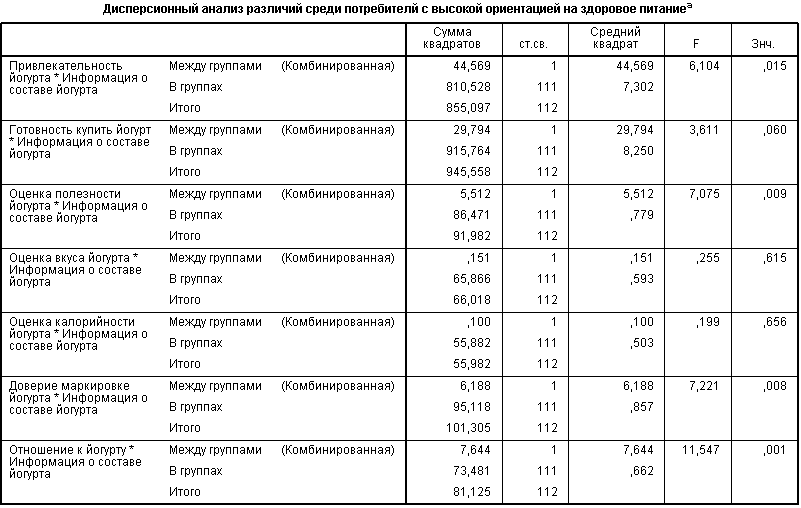 Дисперсионный анализ различий среди потребителй с высокой ориентацией на здоровое питание a
Сумма квадратов ст.св. Средний квадрат F Знч.
Привлекательность йогурта * Информация о составе йогурта
Между группами (Комбинированная) 44,569 1 44,569 6,104 ,015
В группах 810,528 111 7,302
Итого 855,097 112
Готовность купить йогурт * Информация о составе йогурта
Между группами (Комбинированная) 29,794 1 29,794 3,611 ,060
В группах 915,764 111 8,250
Итого 945,558 112
Оценка полезности йогурта * Информация о составе йогурта
Между группами (Комбинированная) 5,512 1 5,512 7,075 ,009
В группах 86,471 111 ,779
Итого 91,982 112
Оценка вкуса йогурта * Информация о составе йогурта
Между группами (Комбинированная) ,151 1 ,151 ,255 ,615
В группах 65,866 111 ,593
Итого 66,018 112
Оценка калорийности йогурта * Информация о составе йогурта
Между группами (Комбинированная) ,100 1 ,100 ,199 ,656
В группах 55,882 111 ,503
Итого 55,982 112
Доверие маркировке йогурта * Информация о составе йогурта
Между группами (Комбинированная) 6,188 1 6,188 7,221 ,008
В группах 95,118 111 ,857
Итого 101,305 112
Отношение к йогурту * Информация о составе йогурта
Между группами (Комбинированная) 7,644 1 7,644 11,547 ,001
В группах 73,481 111 ,662
Итого 81,125 112